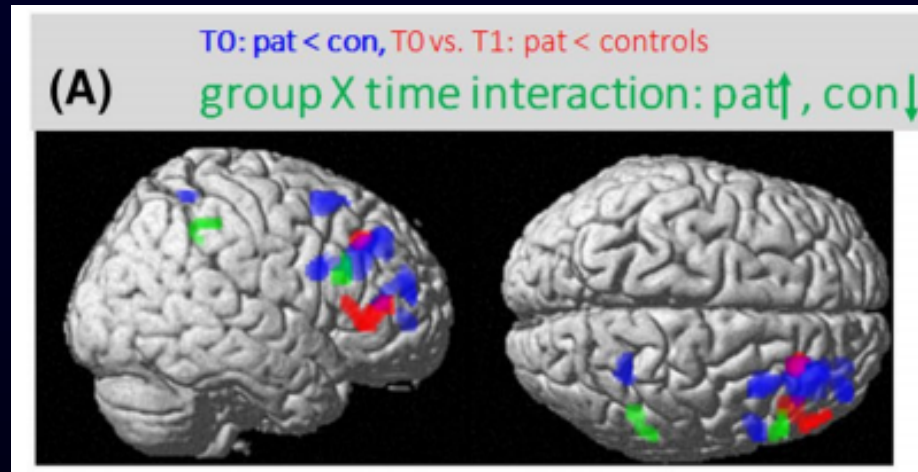 T0: pat < con, T0 vs. T1: pat < controls
(A) group X time interaction: pat↑, con↓